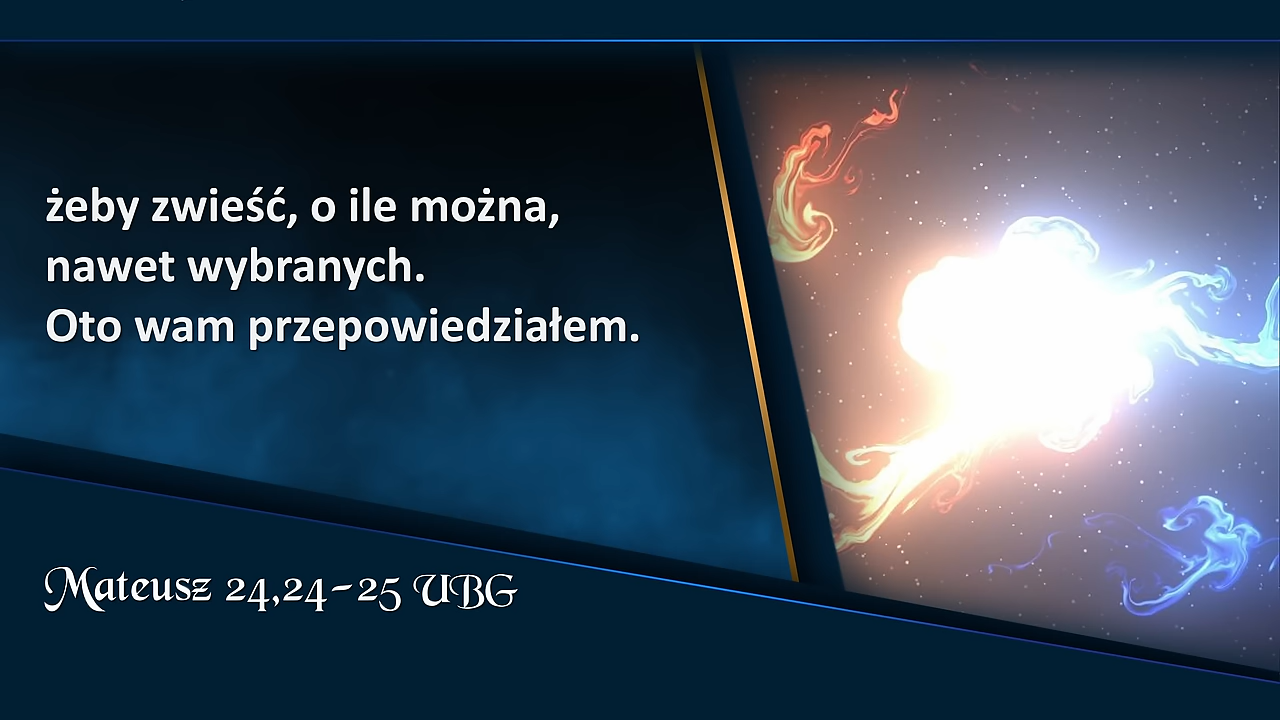 żeby zwieść, o ile można,
nawet wybranych.
Oto wam przepowiedziałem.
Mateusz 24,24-25 UBG